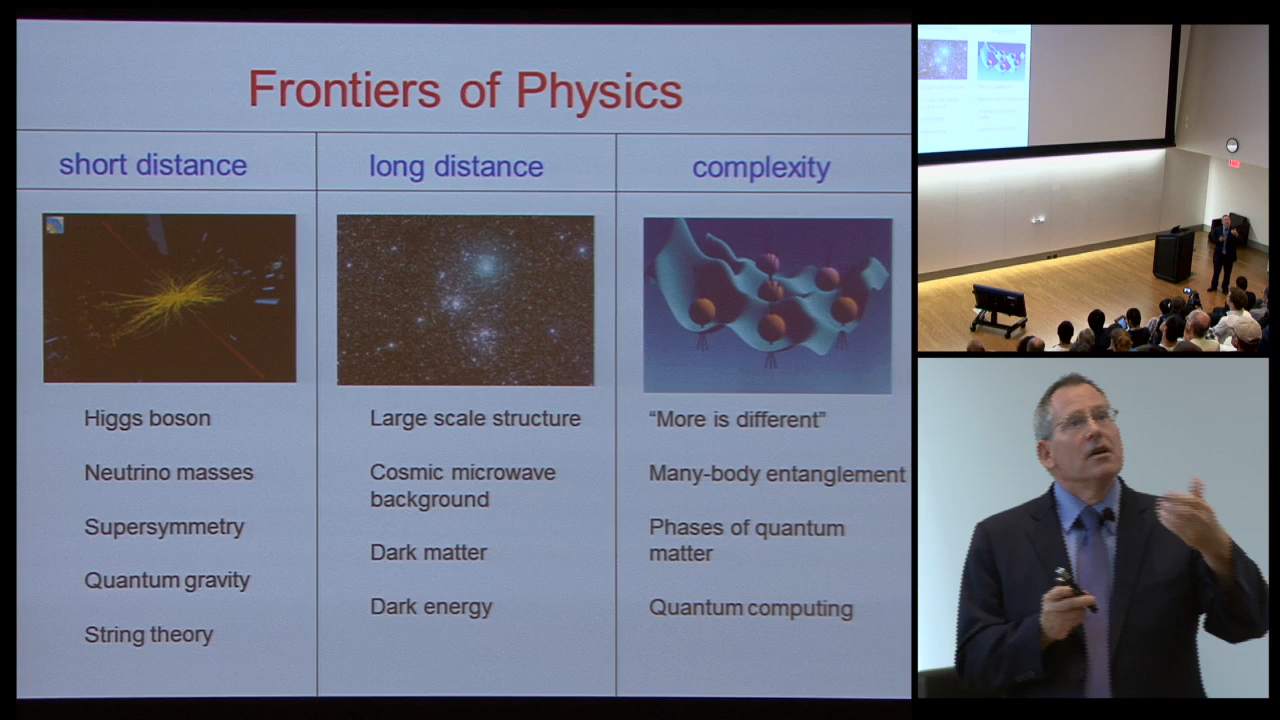 Frontiers of Physics
short distance
long distance
complexity
Higgs boson
Neutrino masses
Supersymmetry
Quantum gravity
String theory
Large scale structure
Cosmic microwave
background
Dark matter
Dark energy
“More is different”
Many-body entanglement
Phases of quantum
matter
Quantum computing